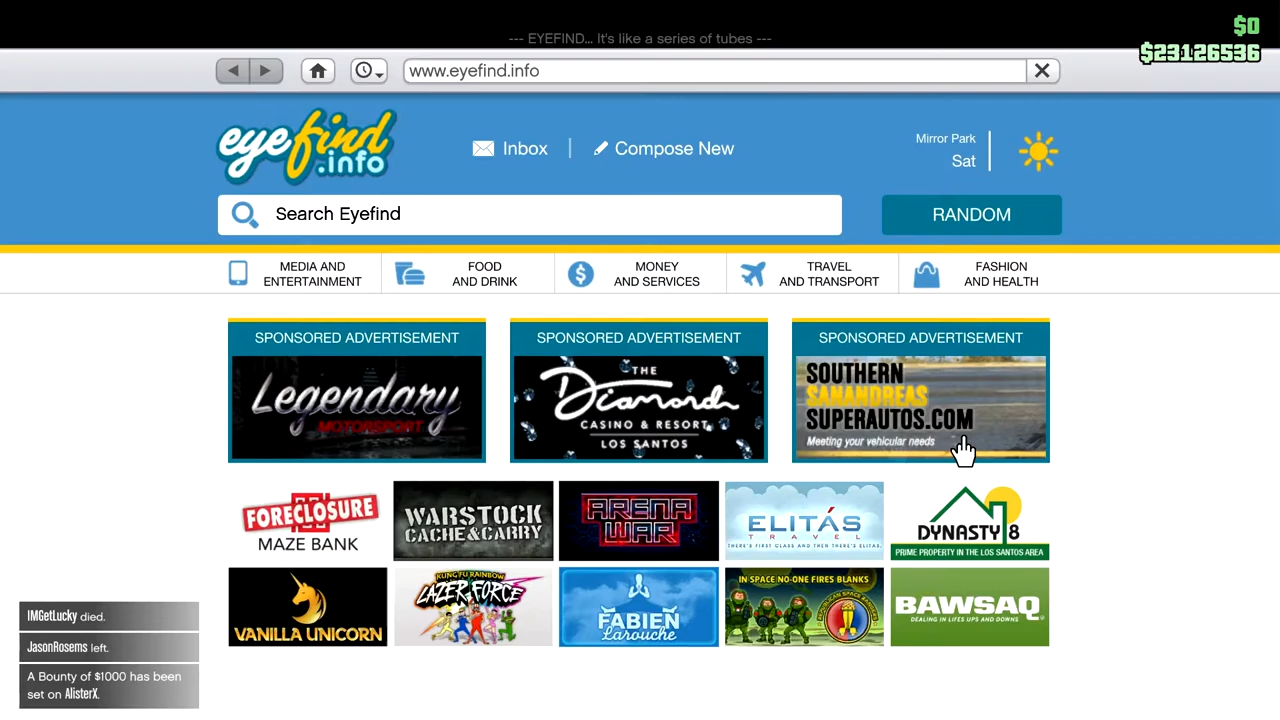 $0
$23126536
--- EYEFIND... It's like a series of tubes ---
www.eyefind.info
eyefind
.info
Inbox
Compose New
Mirror Park
Sat
Search Eyefind
RANDOM
MEDIA AND
ENTERTAINMENT
FOOD
AND DRINK
MONEY
AND SERVICES
TRAVEL
AND TRANSPORT
FASHION
AND HEALTH
SPONSORED ADVERTISEMENT
Legendary
MOTORSPORT
SPONSORED ADVERTISEMENT
THE
Diamond
CASINO & RESORT
LOS SANTOS
SPONSORED ADVERTISEMENT
SOUTHERN
SANANDREAS
SUPERAUTOS.COM
Meeting your vehicular needs
FORECLOSURE
MAZE BANK
WARSTOCK
CACHE & CARRY
ARENA
WAR
ELITÁS
TRAVEL
THERE'S FIRST CLASS AND THEN THERE'S ELITAS.
DYNASTY 8
PRIME PROPERTY IN THE LOS SANTOS AREA
VANILLA UNICORN
KUNG FU RAINBOW
LAZER FORCE
FABIEN
Larouche
IN SPACE NO-ONE FIRES BLANKS
REPUBLICAN SPACE RANGERS
BAWSAQ
DEALING IN LIFES UPS AND DOWNS
IMGetLucky died.
JasonRosems left.
A Bounty of $1000 has been
set on AlisterX.